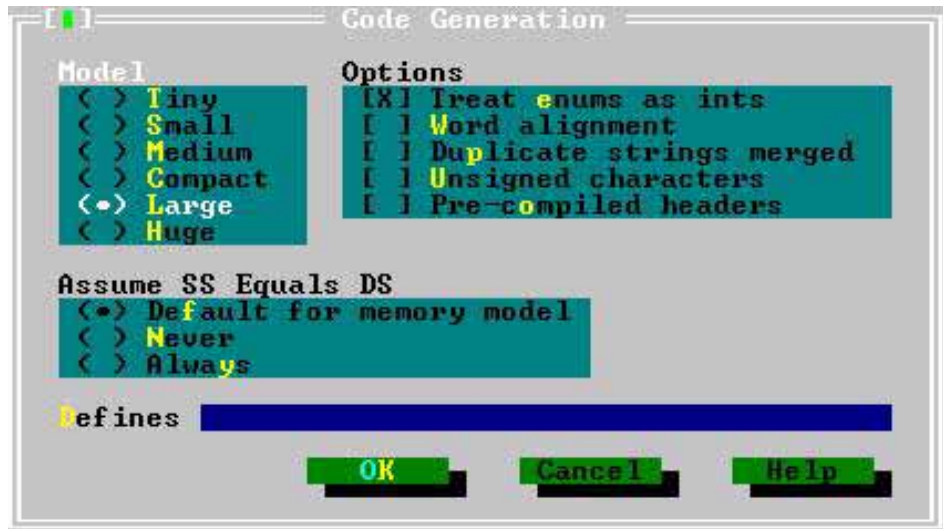 [■] Code Generation
Model
( ) Tiny
( ) Small
( ) Medium
( ) Compact
(•) Large
( ) Huge
Options
[X] Treat enums as ints
[ ] Word alignment
[ ] Duplicate strings merged
[ ] Unsigned characters
[ ] Pre-compiled headers
Assume SS Equals DS
(•) Default for memory model
( ) Never
( ) Always
Defines
OK Cancel Help